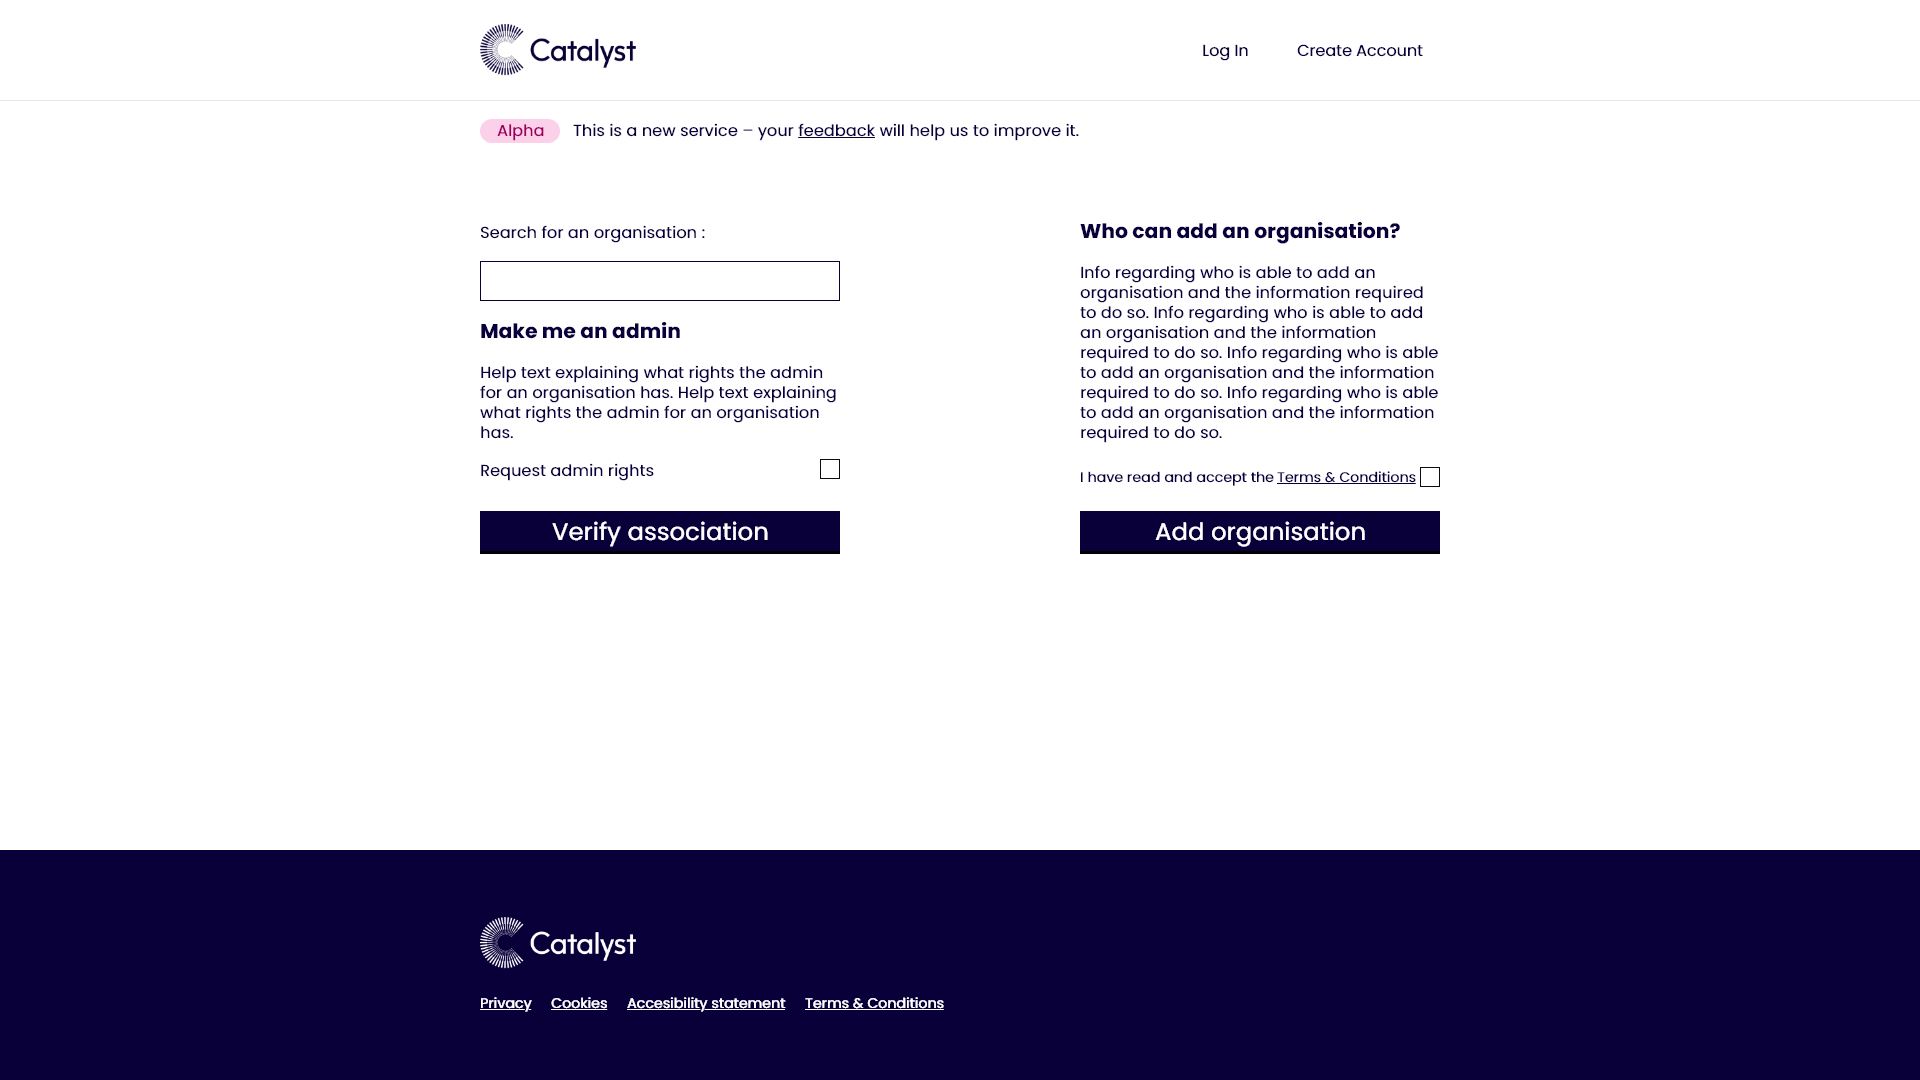 Catalyst
Log In
Create Account
Alpha
This is a new service – your feedback will help us to improve it.
Search for an organisation :
Make me an admin
Help text explaining what rights the admin
for an organisation has. Help text explaining
what rights the admin for an organisation
has.
Request admin rights
Verify association
Who can add an organisation?
Info regarding who is able to add an
organisation and the information required
to do so. Info regarding who is able to add
an organisation and the information
required to do so. Info regarding who is able
to add an organisation and the information
required to do so. Info regarding who is able
to add an organisation and the information
required to do so.
I have read and accept the Terms & Conditions
Add organisation
Catalyst
Privacy
Cookies
Accesibility statement
Terms & Conditions